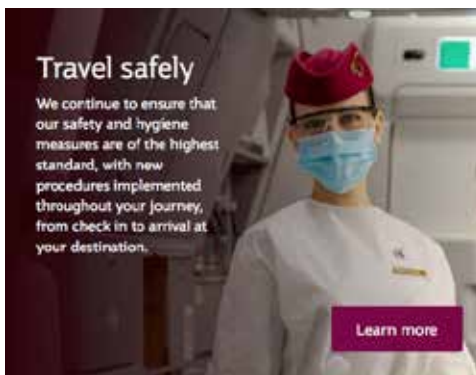 Travel safely
We continue to ensure that
our safety and hygiene
measures are of the highest
standard, with new
procedures implemented
throughout your journey,
from check in to arrival at
your destination.
Learn more